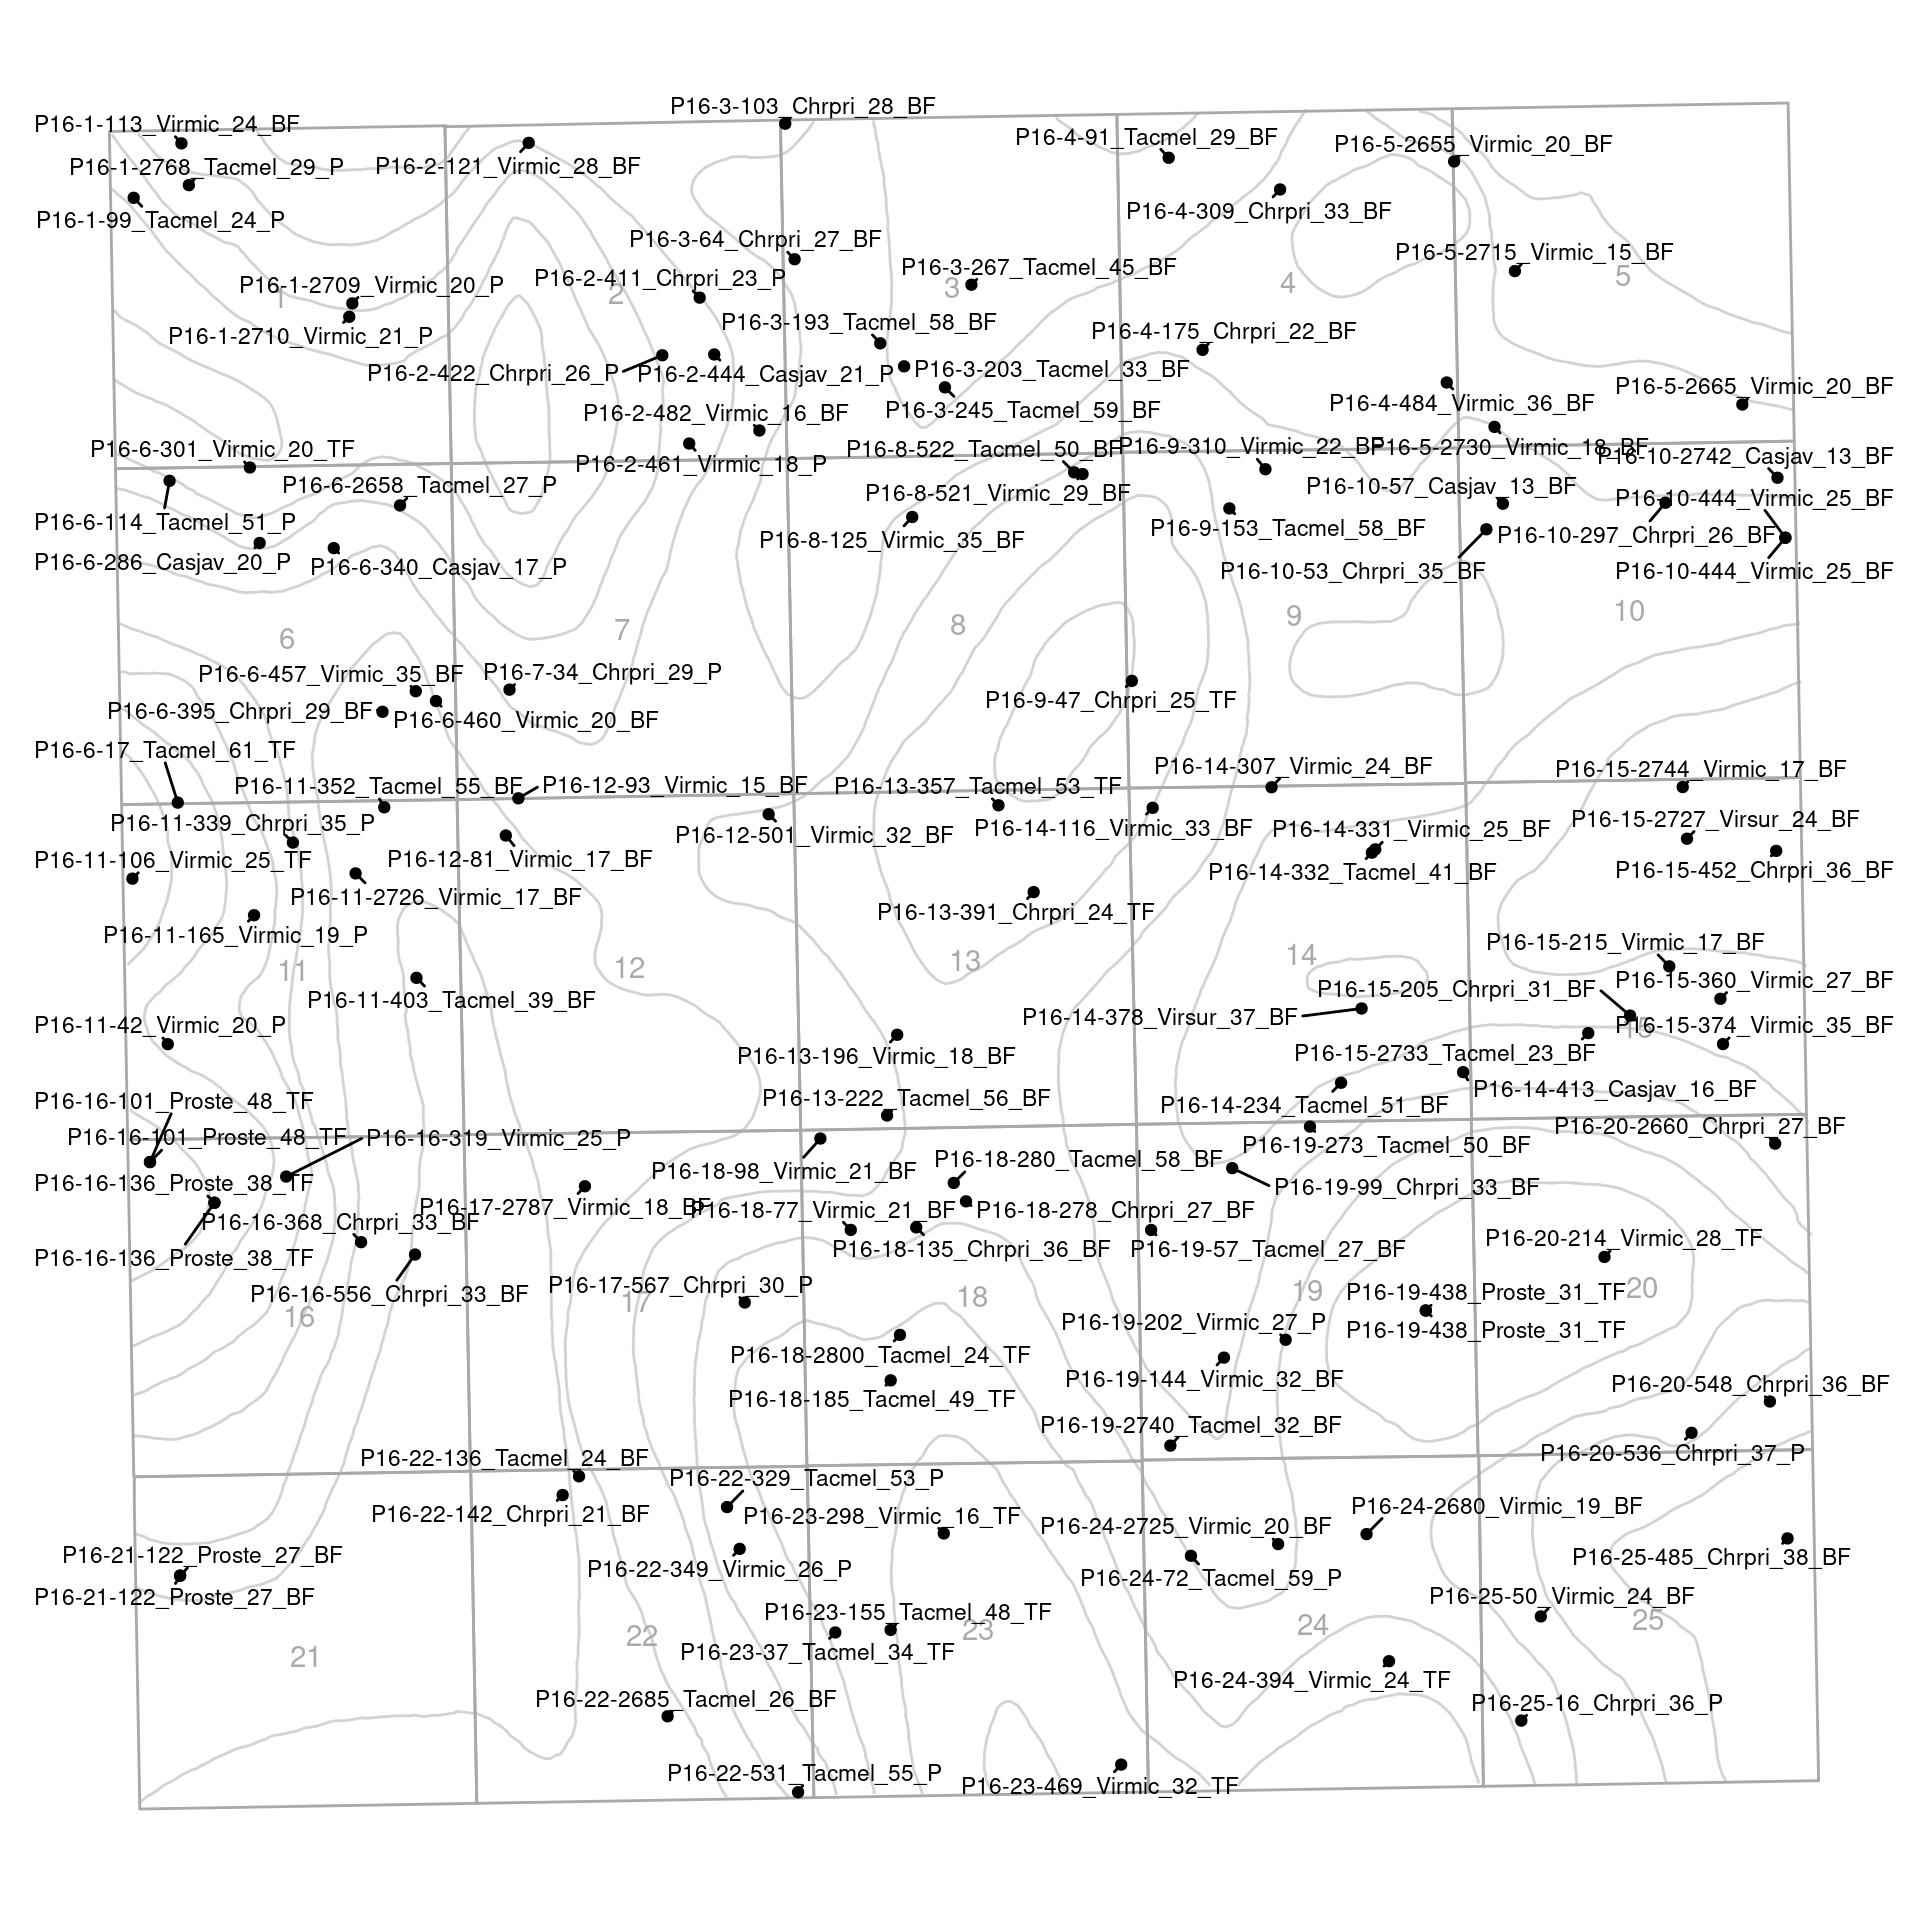 P16-3-103_Chrpri_28_BF
P16-1-113_Virmic_24_BF
P16-4-91_Tacmel_29_BF
P16-5-2655_Virmic_20_BF
P16-1-2768_Tacmel_29_P
P16-2-121_Virmic_28_BF
P16-1-99_Tacmel_24_P
P16-4-309_Chrpri_33_BF
P16-3-64_Chrpri_27_BF
P16-5-2715_Virmic_15_BF
P16-3-267_Tacmel_45_BF
P16-2-411_Chrpri_23_P
P16-1-2709_Virmic_20_P
1
2
3
4
5
P16-3-193_Tacmel_58_BF
P16-4-175_Chrpri_22_BF
P16-1-2710_Virmic_21_P
P16-2-422_Chrpri_26_P
P16-2-444_Casjav_21_P
P16-3-203_Tacmel_33_BF
P16-5-2665_Virmic_20_BF
P16-4-484_Virmic_36_BF
P16-2-482_Virmic_16_BF
P16-3-245_Tacmel_59_BF
P16-6-301_Virmic_20_TF
P16-8-522_Tacmel_50_BF
P16-9-310_Virmic_22_BF
P16-5-2730_Virmic_18_BF
P16-10-2742_Casjav_13_BF
P16-2-461_Virmic_18_P
P16-6-2658_Tacmel_27_P
P16-8-521_Virmic_29_BF
P16-10-57_Casjav_13_BF
P16-10-444_Virmic_25_BF
P16-6-114_Tacmel_51_P
P16-9-153_Tacmel_58_BF
P16-10-297_Chrpri_26_BF
P16-8-125_Virmic_35_BF
P16-6-286_Casjav_20_P
P16-6-340_Casjav_17_P
P16-10-53_Chrpri_35_BF
P16-10-444_Virmic_25_BF
6
7
8
9
10
P16-6-457_Virmic_35_BF
P16-7-34_Chrpri_29_P
P16-9-47_Chrpri_25_TF
P16-6-395_Chrpri_29_BF
P16-6-460_Virmic_20_BF
P16-6-17_Tacmel_61_TF
P16-14-307_Virmic_24_BF
P16-15-2744_Virmic_17_BF
P16-11-352_Tacmel_55_BF
P16-12-93_Virmic_15_BF
P16-13-357_Tacmel_53_TF
P16-11-339_Chrpri_35_P
P16-12-501_Virmic_32_BF
P16-14-116_Virmic_33_BF
P16-14-331_Virmic_25_BF
P16-15-2727_Virsur_24_BF
P16-11-106_Virmic_25_TF
P16-12-81_Virmic_17_BF
P16-14-332_Tacmel_41_BF
P16-15-452_Chrpri_36_BF
P16-11-2726_Virmic_17_BF
P16-13-391_Chrpri_24_TF
P16-11-165_Virmic_19_P
P16-15-215_Virmic_17_BF
11
12
13
14
15
P16-15-360_Virmic_27_BF
P16-15-205_Chrpri_31_BF
P16-11-403_Tacmel_39_BF
P16-14-378_Virsur_37_BF
P16-11-42_Virmic_20_P
P16-15-374_Virmic_35_BF
P16-13-196_Virmic_18_BF
P16-15-2733_Tacmel_23_BF
P16-14-413_Casjav_16_BF
P16-16-101_Proste_48_TF
P16-13-222_Tacmel_56_BF
P16-14-234_Tacmel_51_BF
P16-20-2660_Chrpri_27_BF
P16-16-101_Proste_48_TF
P16-16-319_Virmic_25_P
P16-19-273_Tacmel_50_BF
P16-18-98_Virmic_21_BF
P16-18-280_Tacmel_58_BF
P16-16-136_Proste_38_TF
P16-19-99_Chrpri_33_BF
P16-17-2787_Virmic_18_BF
P16-18-77_Virmic_21_BF
P16-18-278_Chrpri_27_BF
P16-16-368_Chrpri_33_BF
P16-20-214_Virmic_28_TF
P16-18-135_Chrpri_36_BF
P16-19-57_Tacmel_27_BF
P16-16-136_Proste_38_TF
P16-17-567_Chrpri_30_P
P16-16-556_Chrpri_33_BF
P16-19-438_Proste_31_TF
16
17
18
19
20
P16-19-202_Virmic_27_P
P16-19-438_Proste_31_TF
P16-18-2800_Tacmel_24_TF
P16-19-144_Virmic_32_BF
P16-20-548_Chrpri_36_BF
P16-18-185_Tacmel_49_TF
P16-19-2740_Tacmel_32_BF
P16-20-536_Chrpri_37_P
P16-22-136_Tacmel_24_BF
P16-22-329_Tacmel_53_P
P16-24-2680_Virmic_19_BF
P16-22-142_Chrpri_21_BF
P16-23-298_Virmic_16_TF
P16-24-2725_Virmic_20_BF
P16-21-122_Proste_27_BF
P16-25-485_Chrpri_38_BF
P16-22-349_Virmic_26_P
P16-24-72_Tacmel_59_P
P16-21-122_Proste_27_BF
P16-25-50_Virmic_24_BF
P16-23-155_Tacmel_48_TF
21
22
23
24
25
P16-23-37_Tacmel_34_TF
P16-24-394_Virmic_24_TF
P16-22-2685_Tacmel_26_BF
P16-25-16_Chrpri_36_P
P16-22-531_Tacmel_55_P
P16-23-469_Virmic_32_TF